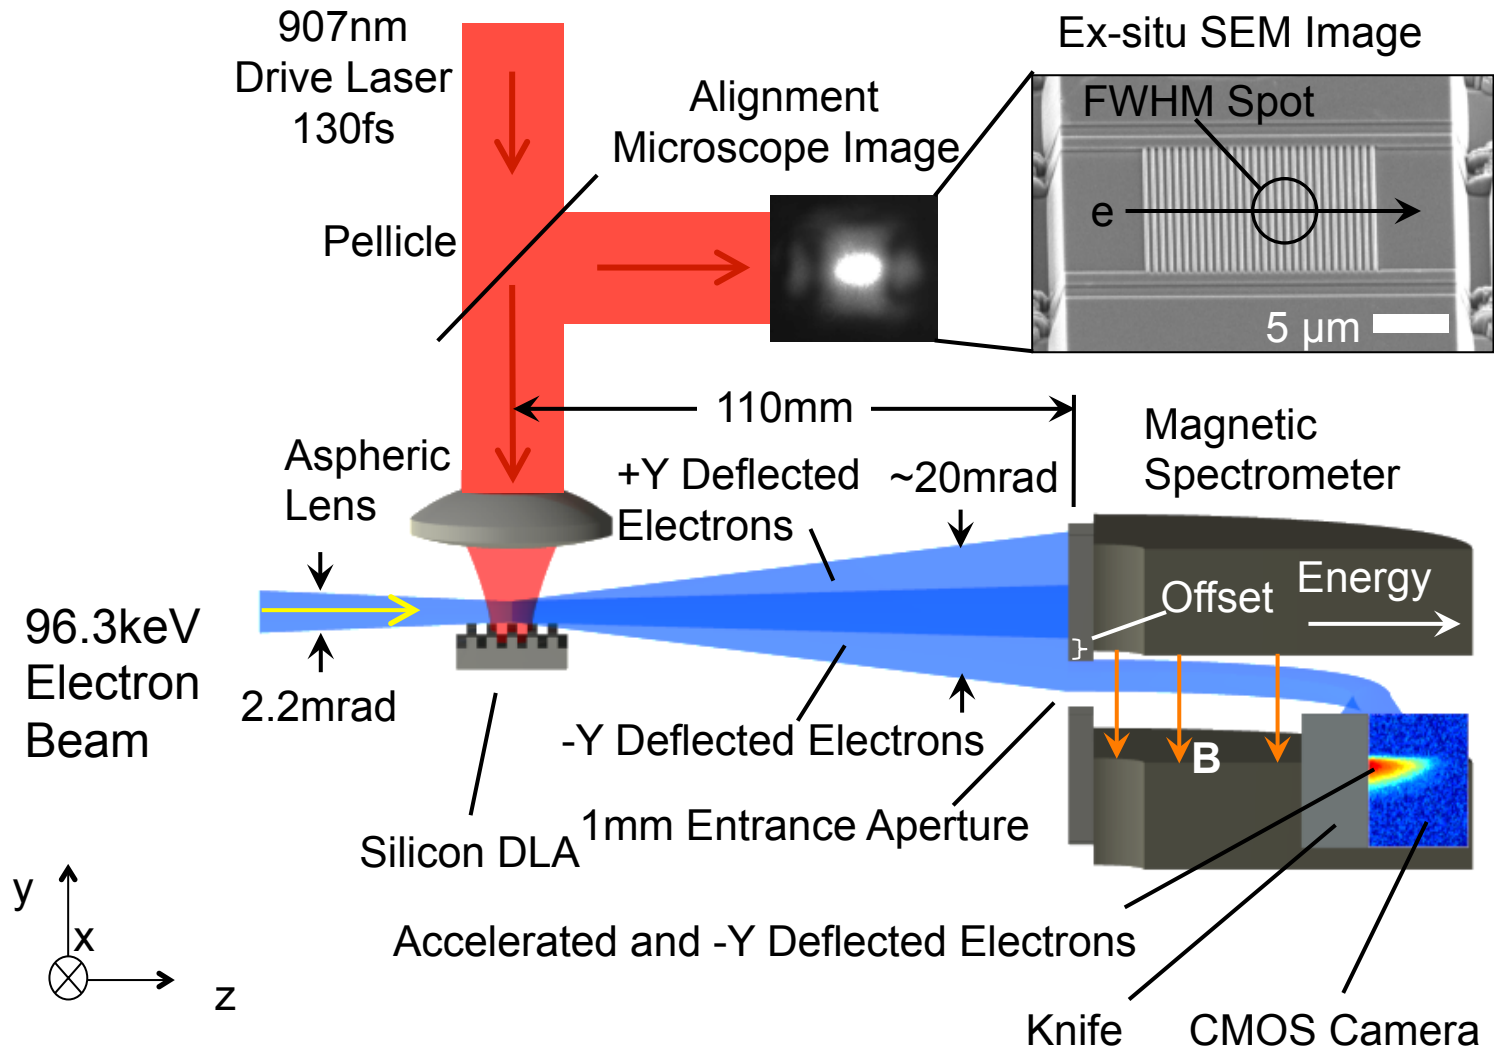 907nm
Drive Laser
130fs
Alignment
Microscope Image
Ex-situ SEM Image
FWHM Spot
e
5 μm
Pellicle
110mm
Aspheric
Lens
+Y Deflected
Electrons
~20mrad
Magnetic
Spectrometer
Offset
Energy
96.3keV
Electron
Beam
2.2mrad
-Y Deflected Electrons
B
1mm Entrance Aperture
Silicon DLA
Accelerated and -Y Deflected Electrons
Knife
CMOS Camera
y
x
z